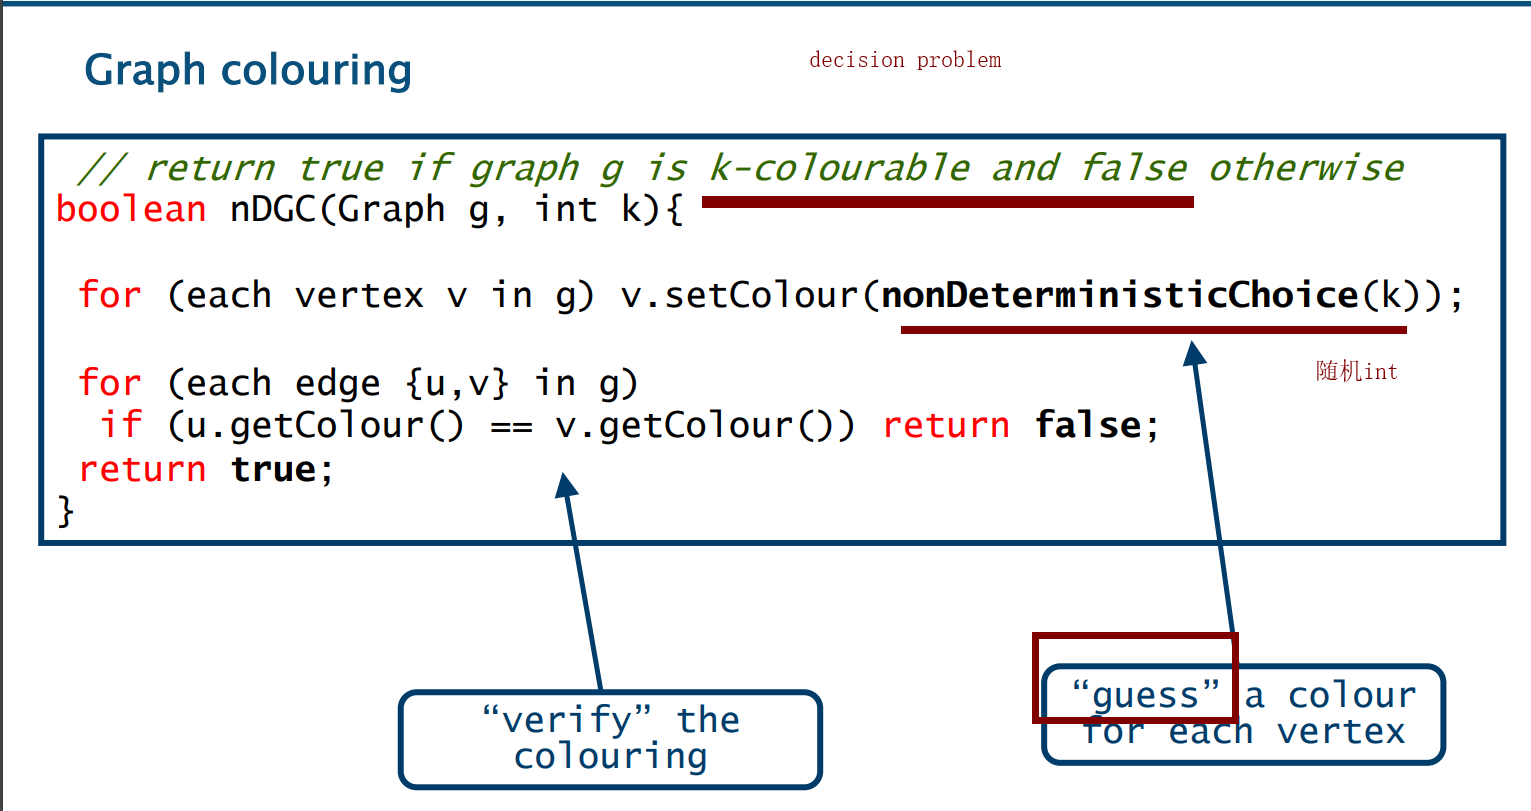 Graph colouring
decision problem
// return true if graph g is k-colourable and false otherwise
boolean nDGC(Graph g, int k){
for (each vertex v in g) v.setColour(nonDeterministicChoice(k));
随机int
for (each edge {u,v} in g)
if (u.getColour() == v.getColour()) return false;
return true;
}
“verify” the
colouring
“guess” a colour
for each vertex